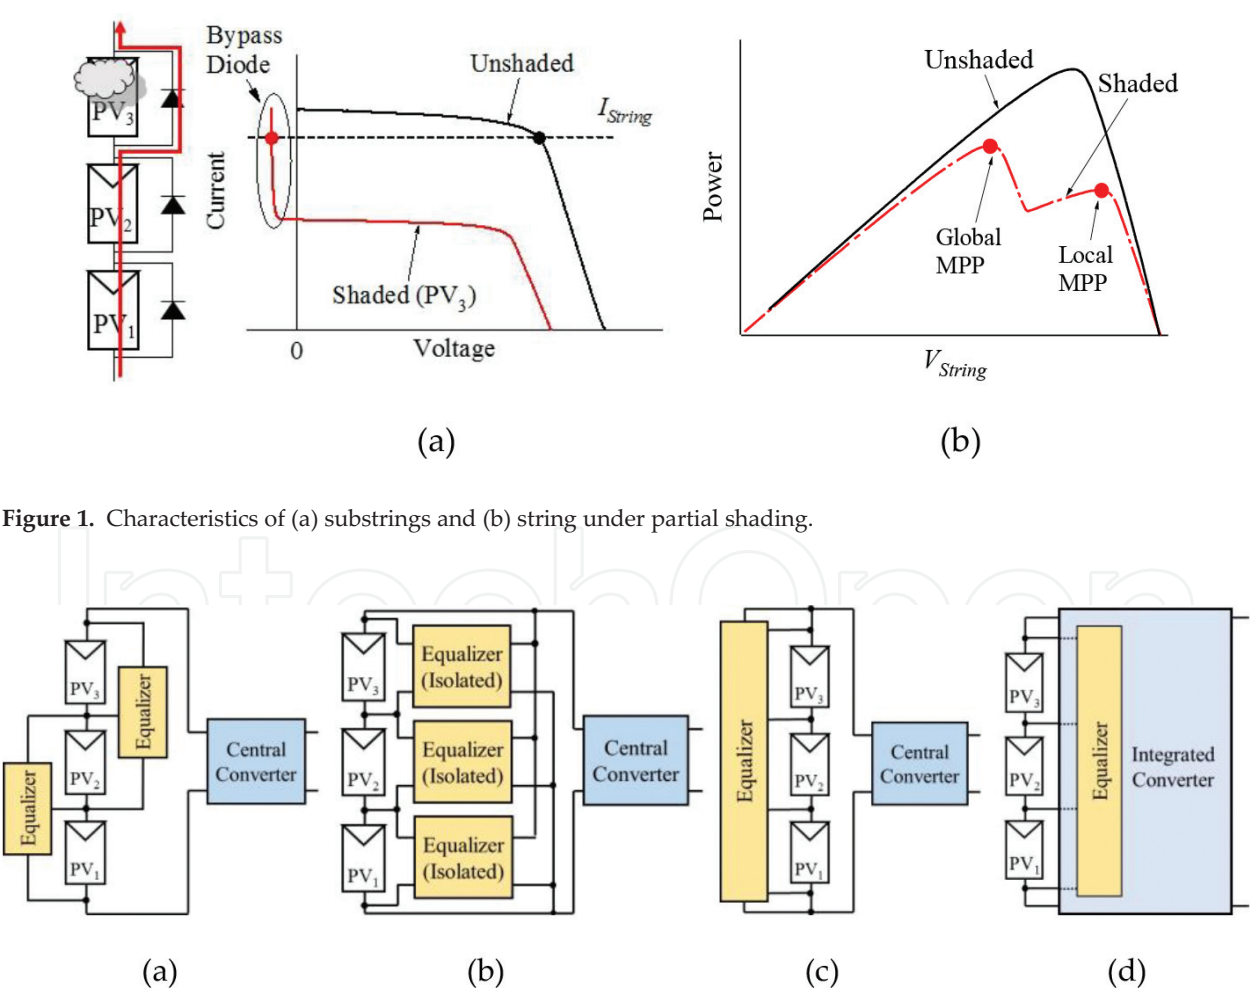 Bypass
Diode
Unshaded
I_String
Current
Shaded (PV3)
0
Voltage
PV3
PV2
PV1
(a)
Unshaded
Shaded
Power
Global
MPP
Local
MPP
V_String
(b)
Figure 1. Characteristics of (a) substrings and (b) string under partial shading.
IntechOpen
PV3
PV2
PV1
Equalizer
Equalizer
Central
Converter
(a)
PV3
PV2
PV1
Equalizer
(Isolated)
Equalizer
(Isolated)
Equalizer
(Isolated)
Central
Converter
(b)
Equalizer
PV3
PV2
PV1
Central
Converter
(c)
PV3
PV2
PV1
Equalizer
Integrated
Converter
(d)